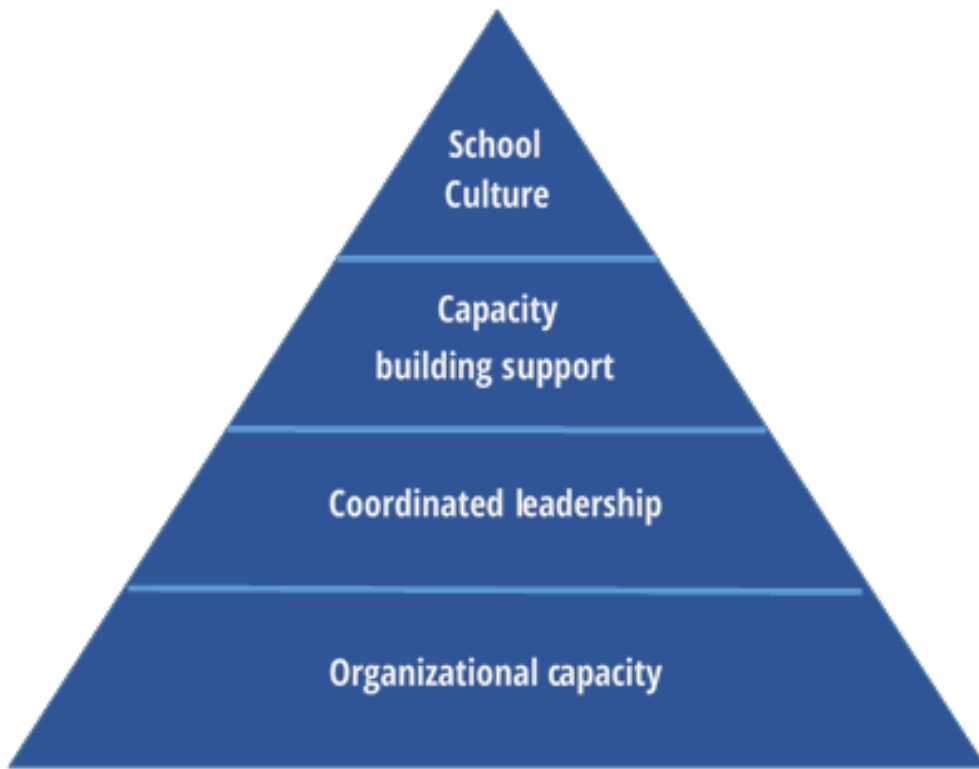 School
Culture
Capacity
building support
Coordinated leadership
Organizational capacity